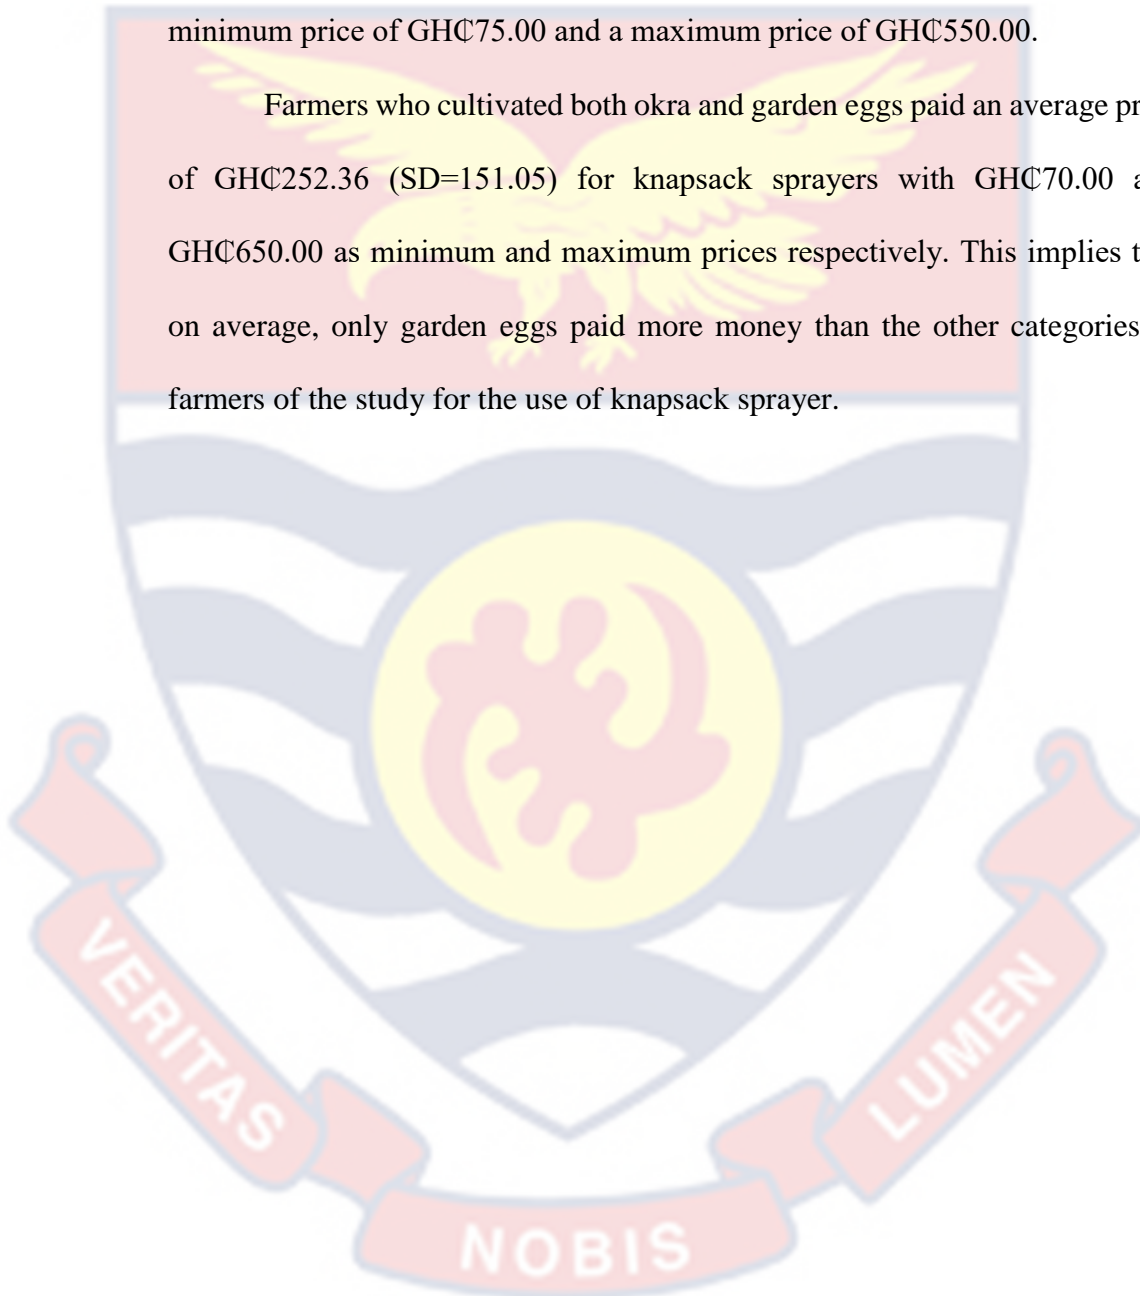 minimum price of GH₵75.00 and a maximum price of GH₵550.00.
Farmers who cultivated both okra and garden eggs paid an average pr
of GH₵252.36 (SD=151.05) for knapsack sprayers with GH₵70.00 a
GH₵650.00 as minimum and maximum prices respectively. This implies t
on average, only garden eggs paid more money than the other categories
farmers of the study for the use of knapsack sprayer.
VERITAS
NOBIS
LUMEN